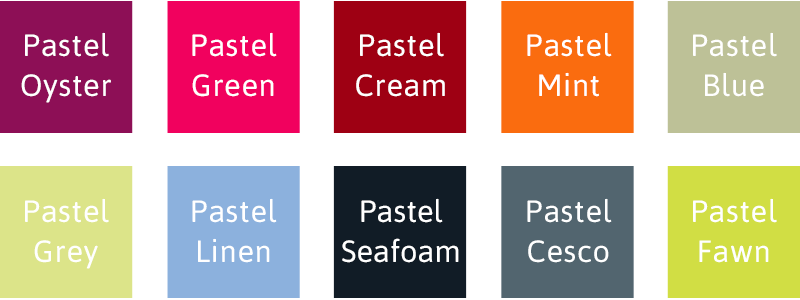 Pastel
Oyster
Pastel
Green
Pastel
Cream
Pastel
Mint
Pastel
Blue
Pastel
Grey
Pastel
Linen
Pastel
Seafoam
Pastel
Cesco
Pastel
Fawn